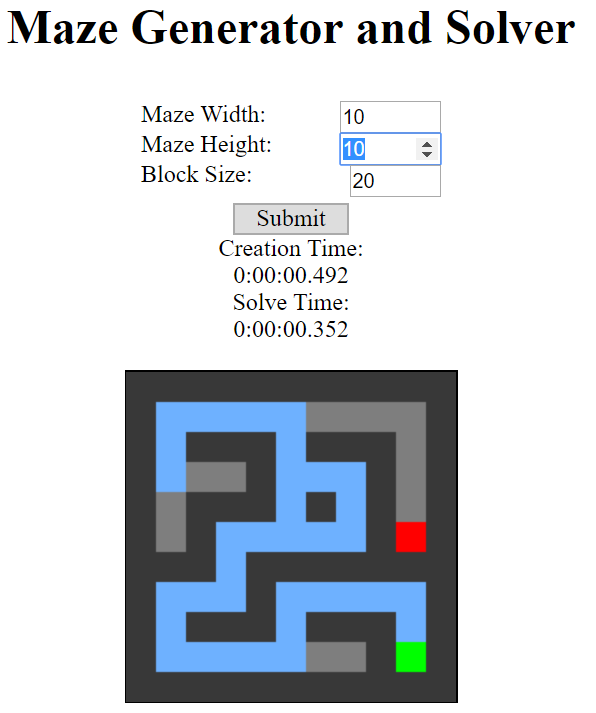 Maze Generator and Solver
Maze Width: 10
Maze Height: 10
Block Size: 20
Submit
Creation Time:
0:00:00.492
Solve Time:
0:00:00.352